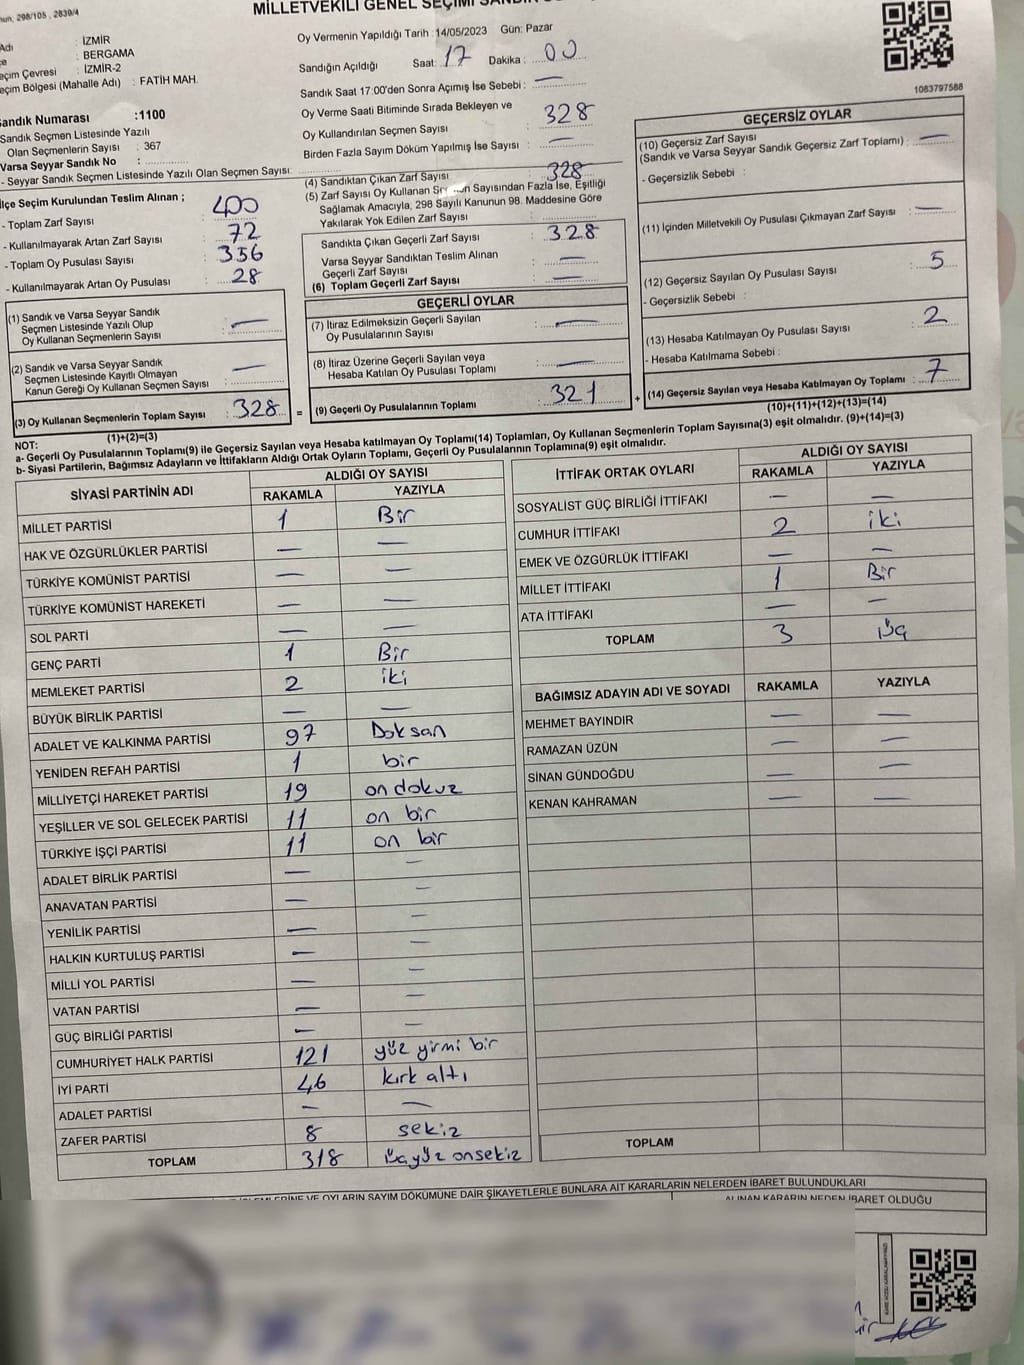 nun, 298/105 , 2839/4
MİLLETVEKİLİ GENEL SEÇİMİ
Adı : İZMİR
: BERGAMA
eçim Çevresi : İZMİR-2
eçim Bölgesi (Mahalle Adı) : FATİH MAH.
Oy Vermenin Yapıldığı Tarih : 14/05/2023 Gün: Pazar
Sandığın Açıldığı Saat: 17 Dakika : 00
Sandık Saat 17:00'den Sonra Açımış İse Sebebi : —
Oy Verme Saati Bitiminde Sırada Bekleyen ve
Oy Kullandırılan Seçmen Sayısı : 328
Birden Fazla Sayım Döküm Yapılmış İse Sayısı : —
1083797588
andık Numarası :1100
Sandık Seçmen Listesinde Yazılı
Olan Seçmenlerin Sayısı : 367
Varsa Seyyar Sandık No :
- Seyyar Sandık Seçmen Listesinde Yazılı Olan Seçmen Sayısı:
İlçe Seçim Kurulundan Teslim Alınan ;
- Toplam Zarf Sayısı : 400
- Kullanılmayarak Artan Zarf Sayısı : 72
- Toplam Oy Pusulası Sayısı : 356
- Kullanılmayarak Artan Oy Pusulası : 28
(4) Sandıktan Çıkan Zarf Sayısı 328
(5) Zarf Sayısı Oy Kullanan Sayısından Fazla İse, Eşitliği
Sağlamak Amacıyla, 298 Sayılı Kanunun 98. Maddesine Göre
Yakılarak Yok Edilen Zarf Sayısı :
Sandıkta Çıkan Geçerli Zarf Sayısı : 328
Varsa Seyyar Sandıktan Teslim Alınan
Geçerli Zarf Sayısı : —
(6) Toplam Geçerli Zarf Sayısı : —
GEÇERSİZ OYLAR
(10) Geçersiz Zarf Sayısı
(Sandık ve Varsa Seyyar Sandık Geçersiz Zarf Toplamı) : —
- Geçersizlik Sebebi :
(11) İçinden Milletvekili Oy Pusulası Çıkmayan Zarf Sayısı : —
(12) Geçersiz Sayılan Oy Pusulası Sayısı : 5
- Geçersizlik Sebebi :
(13) Hesaba Katılmayan Oy Pusulası Sayısı : 2
- Hesaba Katılmama Sebebi :
(14) Geçersiz Sayılan veya Hesaba Katılmayan Oy Toplamı : 7
(10)+(11)+(12)+(13)=(14)
(1) Sandık ve Varsa Seyyar Sandık
Seçmen Listesinde Yazılı Olup
Oy Kullanan Seçmenlerin Sayısı : —
(2) Sandık ve Varsa Seyyar Sandık
Seçmen Listesinde Kayıtlı Olmayan
Kanun Gereği Oy Kullanan Seçmen Sayısı : —
(3) Oy Kullanan Seçmenlerin Toplam Sayısı : 328 =
(1)+(2)=(3)
GEÇERLİ OYLAR
(7) İtiraz Edilmeksizin Geçerli Sayılan
Oy Pusulalarının Sayısı : —
(8) İtiraz Üzerine Geçerli Sayılan veya
Hesaba Katılan Oy Pusulası Toplamı : —
(9) Geçerli Oy Pusulalarının Toplamı : 321 +
NOT:
a- Geçerli Oy Pusulalarının Toplamı(9) ile Geçersiz Sayılan veya Hesaba katılmayan Oy Toplamı(14) Toplamları, Oy Kullanan Seçmenlerin Toplam Sayısına(3) eşit olmalıdır. (9)+(14)=(3)
b- Siyasi Partilerin, Bağımsız Adayların ve İttifakların Aldığı Ortak Oyların Toplamı, Geçerli Oy Pusulalarının Toplamına(9) eşit olmalıdır.
SİYASİ PARTİNİN ADI ALDIĞI OY SAYISI
RAKAMLA YAZIYLA
MİLLET PARTİSİ 1 Bir
HAK VE ÖZGÜRLÜKLER PARTİSİ — —
TÜRKİYE KOMÜNİST PARTİSİ — —
TÜRKİYE KOMÜNİST HAREKETİ — —
SOL PARTİ — —
GENÇ PARTİ 1 Bir
MEMLEKET PARTİSİ 2 iki
BÜYÜK BİRLİK PARTİSİ — —
ADALET VE KALKINMA PARTİSİ 97 Doksan
YENİDEN REFAH PARTİSİ 1 bir
MİLLİYETÇİ HAREKET PARTİSİ 19 on dokuz
YEŞİLLER VE SOL GELECEK PARTİSİ 11 on bir
TÜRKİYE İŞÇİ PARTİSİ 11 on bir
ADALET BİRLİK PARTİSİ — —
ANAVATAN PARTİSİ — —
YENİLİK PARTİSİ — —
HALKIN KURTULUŞ PARTİSİ — —
MİLLİ YOL PARTİSİ — —
VATAN PARTİSİ — —
GÜÇ BİRLİĞİ PARTİSİ — —
CUMHURİYET HALK PARTİSİ 121 yüz yirmi bir
İYİ PARTİ 46 kırk altı
ADALET PARTİSİ — —
ZAFER PARTİSİ 8 sekiz
TOPLAM 318 üçyüz onsekiz
İTTİFAK ORTAK OYLARI ALDIĞI OY SAYISI
RAKAMLA YAZIYLA
SOSYALİST GÜÇ BİRLİĞİ İTTİFAKI — —
CUMHUR İTTİFAKI 2 iki
EMEK VE ÖZGÜRLÜK İTTİFAKI — —
MİLLET İTTİFAKI 1 Bir
ATA İTTİFAKI — —
TOPLAM 3 üç
BAĞIMSIZ ADAYIN ADI VE SOYADI RAKAMLA YAZIYLA
MEHMET BAYINDIR — —
RAMAZAN ÜZÜN — —
SİNAN GÜNDOĞDU — —
KENAN KAHRAMAN — —
TOPLAM
OYLARIN SAYIM DÖKÜMÜNE DAİR ŞİKAYETLERLE BUNLARA AİT KARARLARIN NELERDEN İBARET BULUNDUKLARI
ALINAN KARARIN NEDEN İBARET OLDUĞU